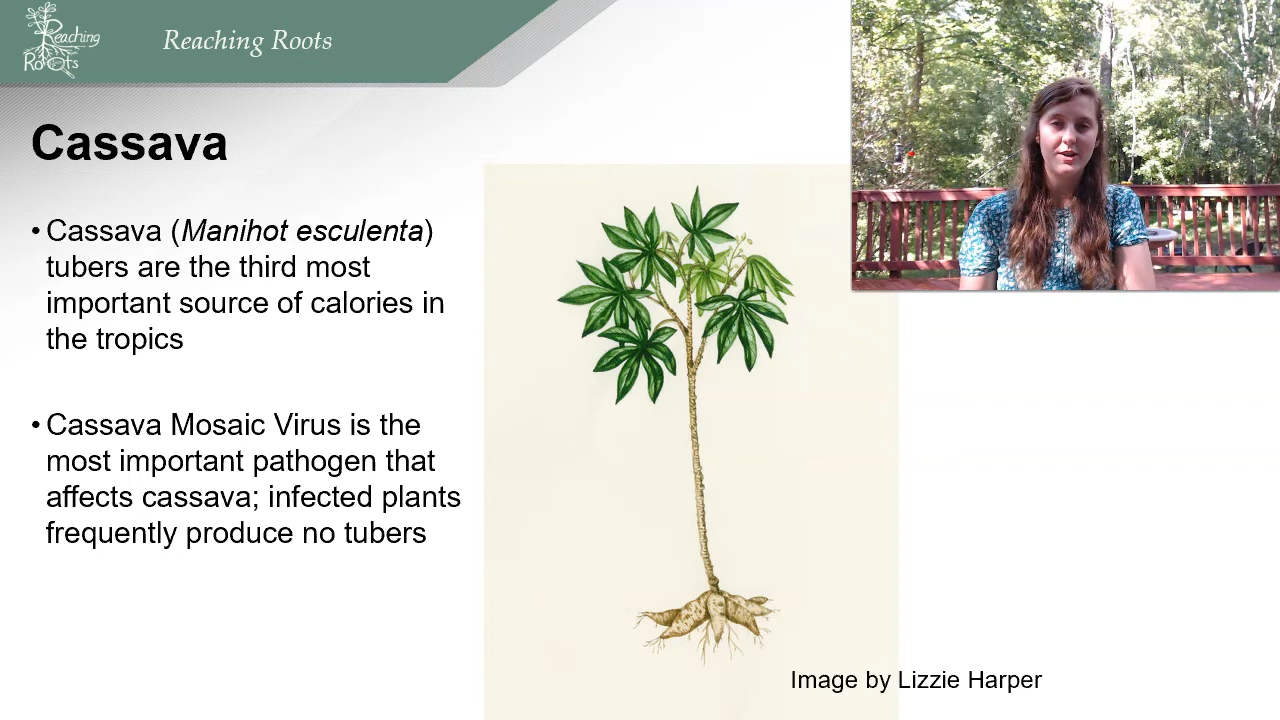 Reaching
Roots
Reaching Roots
Cassava
• Cassava (Manihot esculenta)
tubers are the third most
important source of calories in
the tropics
• Cassava Mosaic Virus is the
most important pathogen that
affects cassava; infected plants
frequently produce no tubers
Image by Lizzie Harper